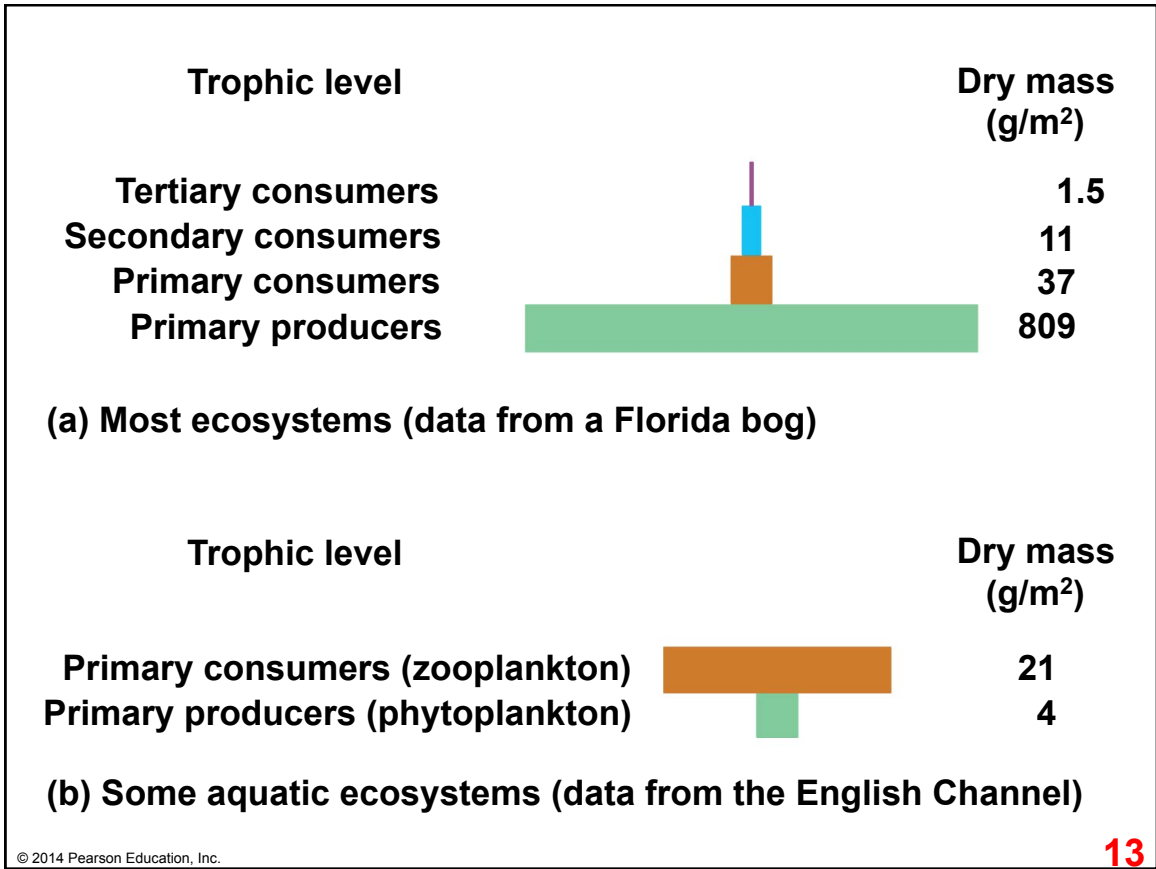 Trophic level
Dry mass
(g/m²)
Tertiary consumers 1.5
Secondary consumers 11
Primary consumers 37
Primary producers 809
(a) Most ecosystems (data from a Florida bog)
Trophic level
Dry mass
(g/m²)
Primary consumers (zooplankton) 21
Primary producers (phytoplankton) 4
(b) Some aquatic ecosystems (data from the English Channel)
© 2014 Pearson Education, Inc.
13